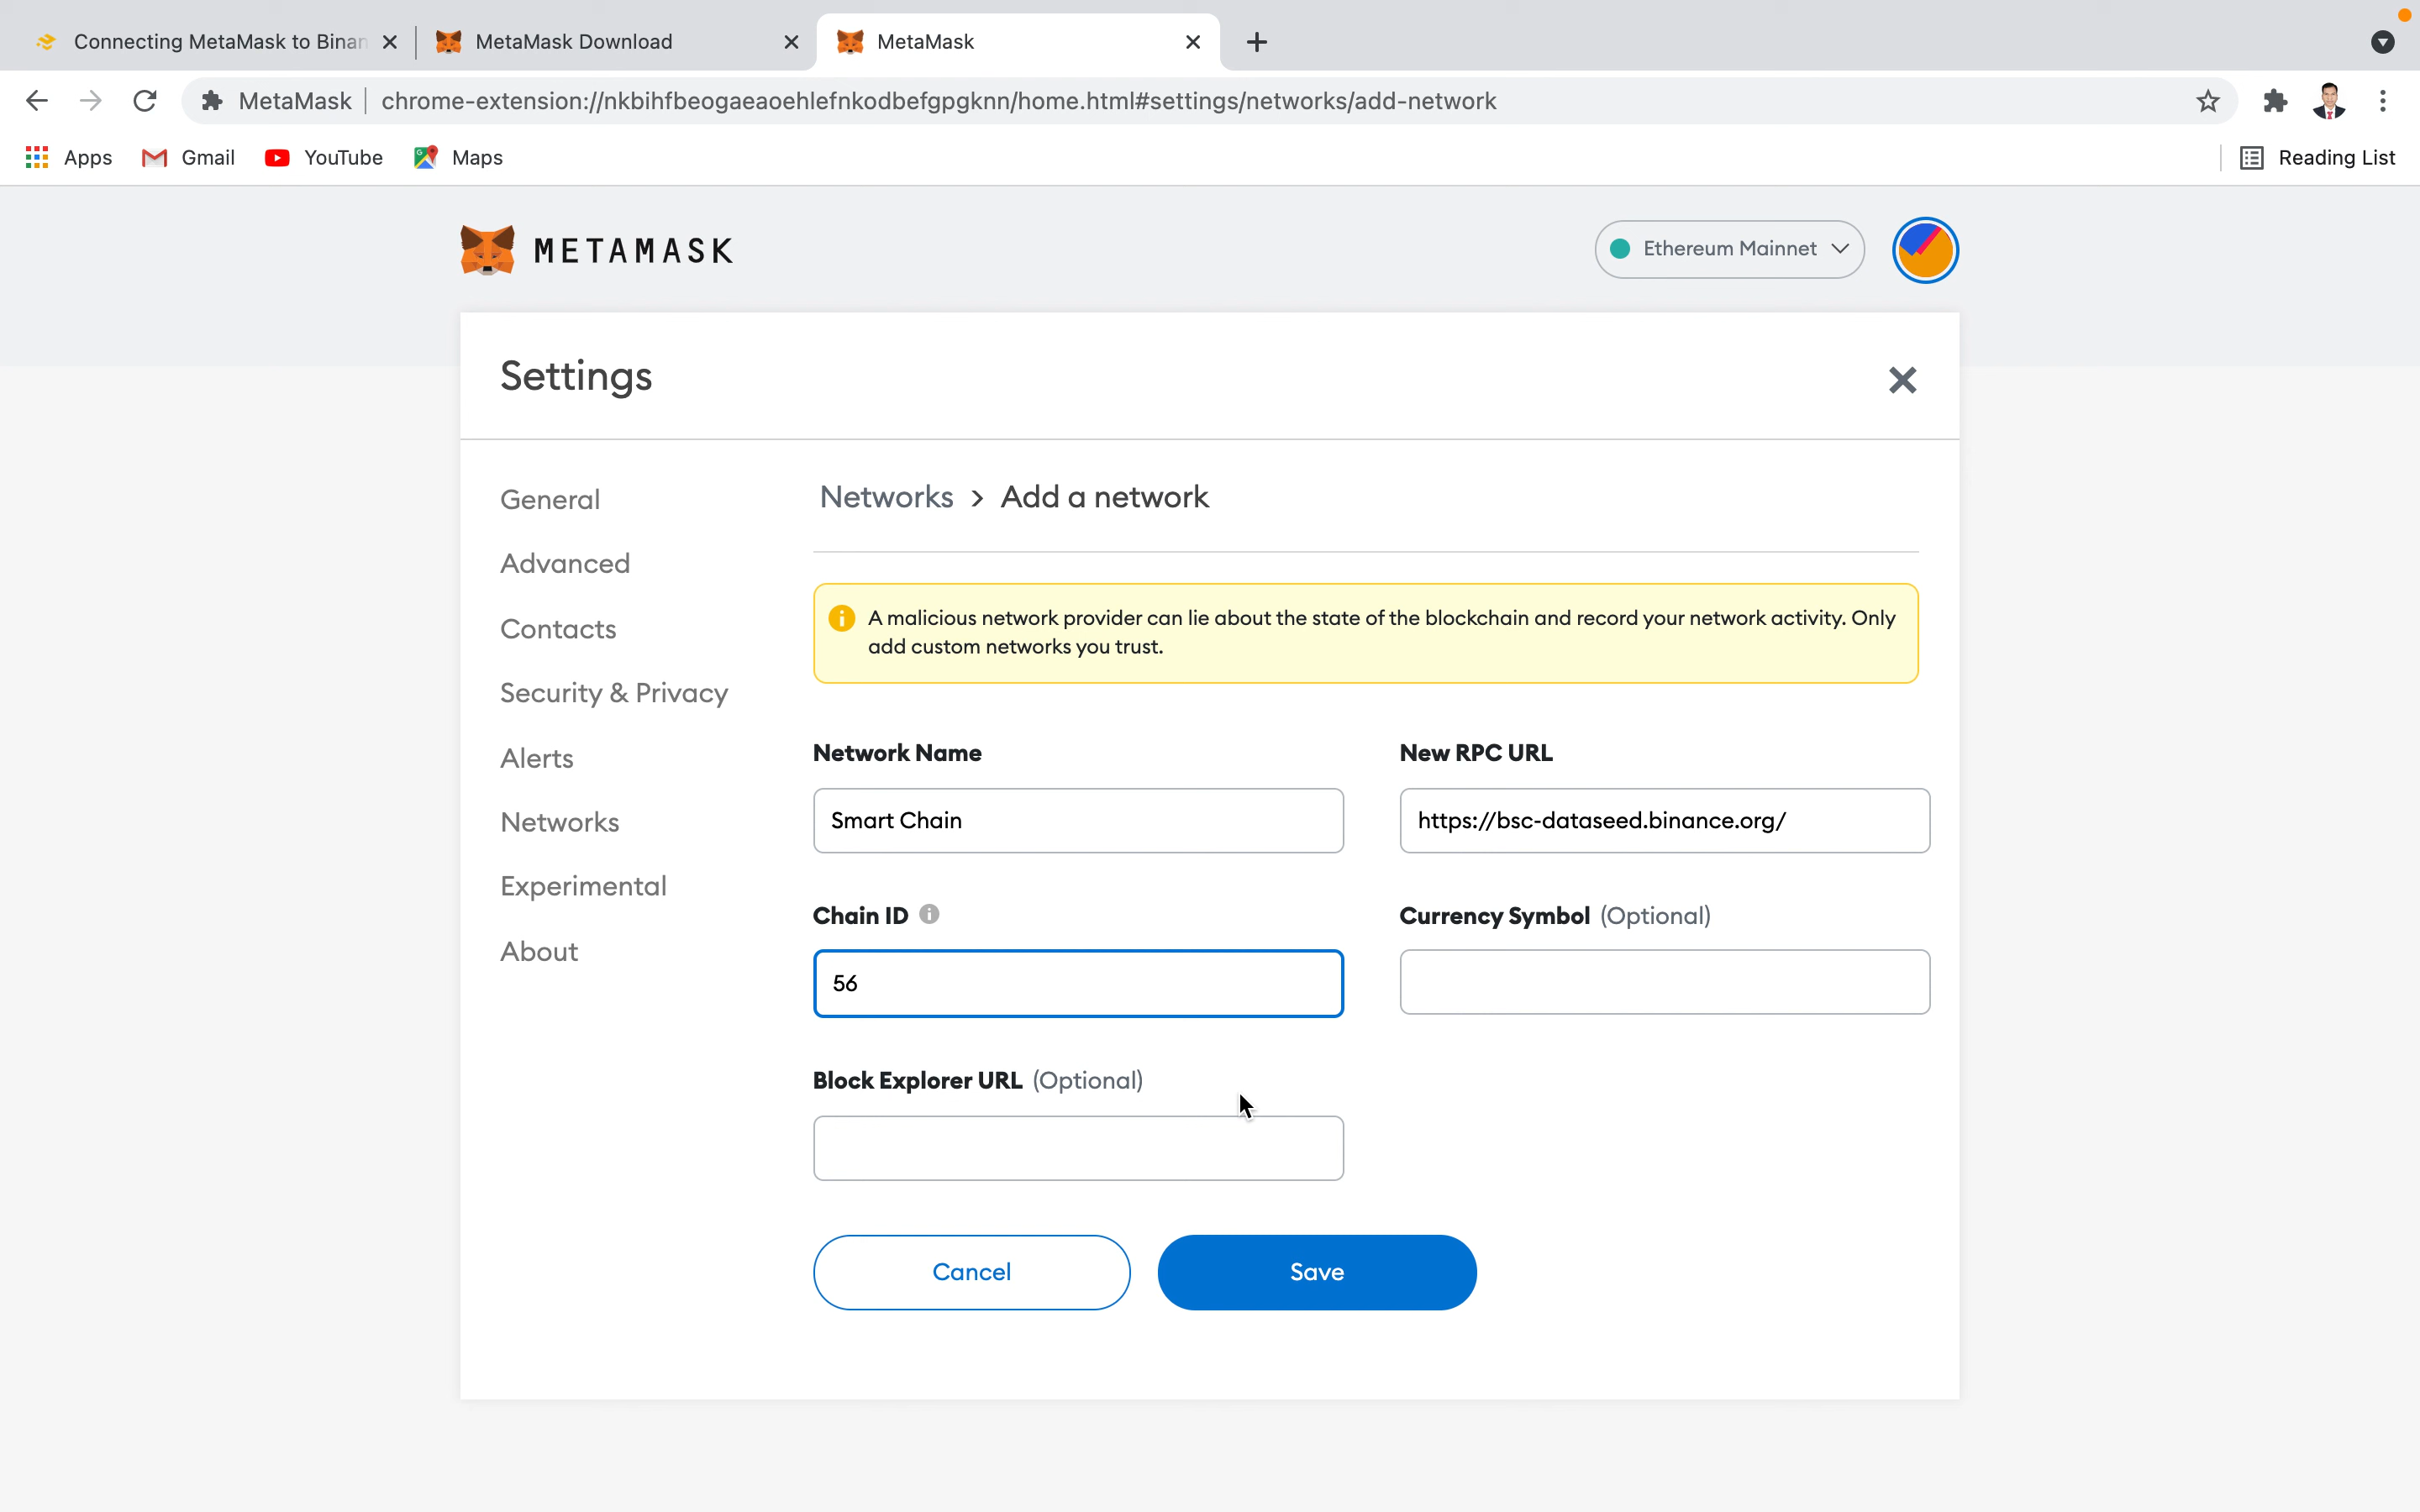 Connecting MetaMask to Binan
MetaMask Download
MetaMask
MetaMask
chrome-extension://nkbihfbeogaeaoehlefnkodbefgpgknn/home.html#settings/networks/add-network
Apps
Gmail
YouTube
Maps
Reading List
METAMASK
Ethereum Mainnet
Settings
General
Advanced
Contacts
Security & Privacy
Alerts
Networks
Experimental
About
Networks > Add a network
A malicious network provider can lie about the state of the blockchain and record your network activity. Only
add custom networks you trust.
Network Name
Smart Chain
New RPC URL
https://bsc-dataseed.binance.org/
Chain ID
56
Currency Symbol (Optional)
Block Explorer URL (Optional)
Cancel
Save